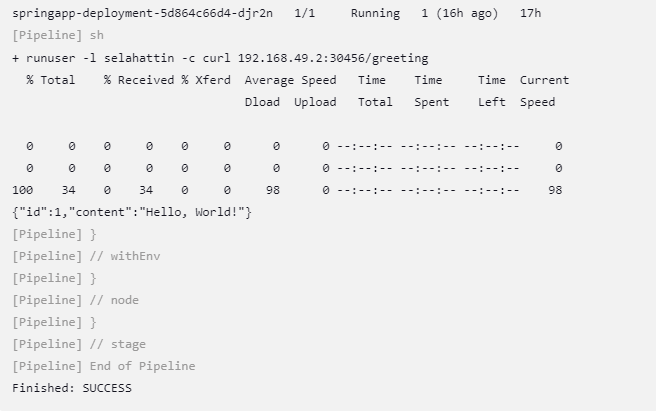 springapp-deployment-5d864c66d4-djr2n   1/1     Running   1 (16h ago)   17h
[Pipeline] sh
+ runuser -l selahattin -c curl 192.168.49.2:30456/greeting
  % Total    % Received % Xferd  Average Speed   Time    Time     Time  Current
                                 Dload  Upload   Total   Spent    Left  Speed
  0     0    0     0    0     0      0      0 --:--:-- --:--:-- --:--:--     0
  0     0    0     0    0     0      0      0 --:--:-- --:--:-- --:--:--     0
100    34    0    34    0     0     98      0 --:--:-- --:--:-- --:--:--    98
{"id":1,"content":"Hello, World!"}
[Pipeline] }
[Pipeline] // withEnv
[Pipeline] }
[Pipeline] // node
[Pipeline] }
[Pipeline] // stage
[Pipeline] End of Pipeline
Finished: SUCCESS